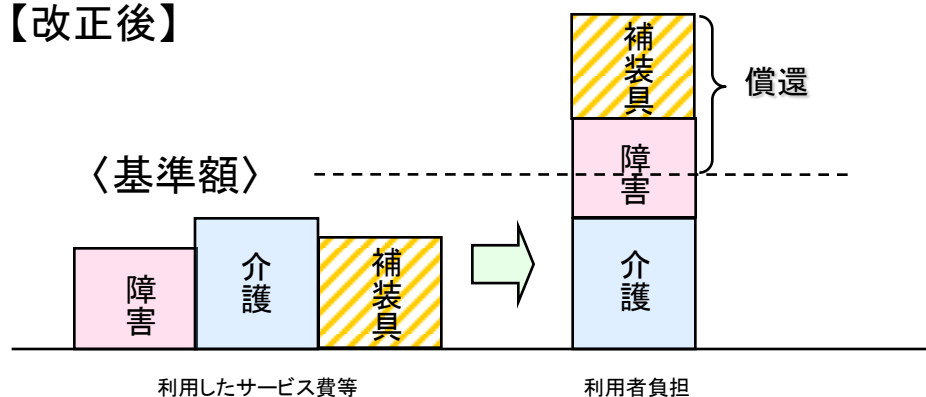 【改正後】
補装具
償還
障害
〈基準額〉
障害
介護
補装具
介護
利用したサービス費等
利用者負担